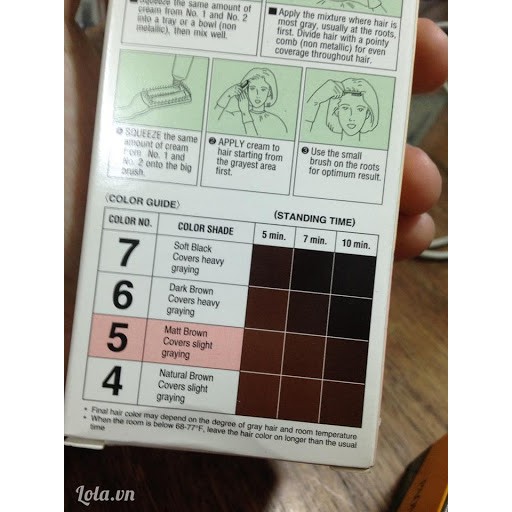 ■ Squeeze the same amount of
cream from No. 1 and No. 2
into a tray or a bowl (non
metallic), then mix well.
■ Apply the mixture where hair is
most gray, usually at the roots,
first. Divide hair with a pointy
comb (non metallic) for even
coverage throughout hair.
❶ SQUEEZE the same
amount of cream
from No. 1 and
No. 2 onto the big
brush.
❷ APPLY cream to
hair starting from
the grayest area
first.
❸ Use the small
brush on the roots
for optimum result.
〈COLOR GUIDE〉
(STANDING TIME)
COLOR NO. COLOR SHADE 5 min. 7 min. 10 min.
7 Soft Black
Covers heavy
graying
6 Dark Brown
Covers heavy
graying
5 Matt Brown
Covers slight
graying
4 Natural Brown
Covers slight
graying
* Final hair color may depend on the degree of gray hair and room temperature
* When the room is below 68-77°F, leave the hair color on longer than the usual
time
Lola.vn